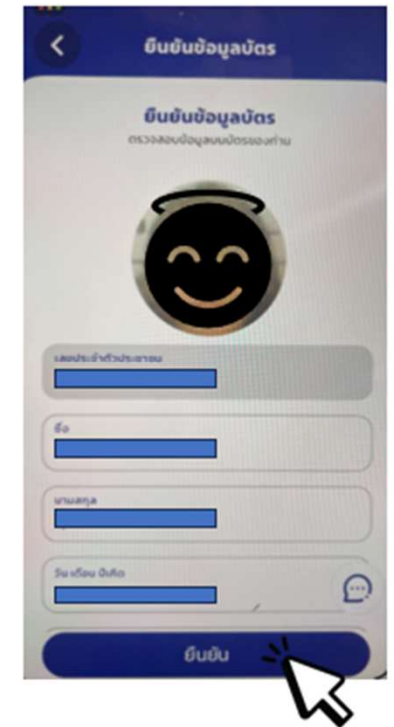 ยืนยันข้อมูลบัตร
ยืนยันข้อมูลบัตร
ตรวจสอบข้อมูลบนบัตรของท่าน
เลขประจำตัวประชาชน
ชื่อ
นามสกุล
วัน เดือน ปีเกิด
ยืนยัน